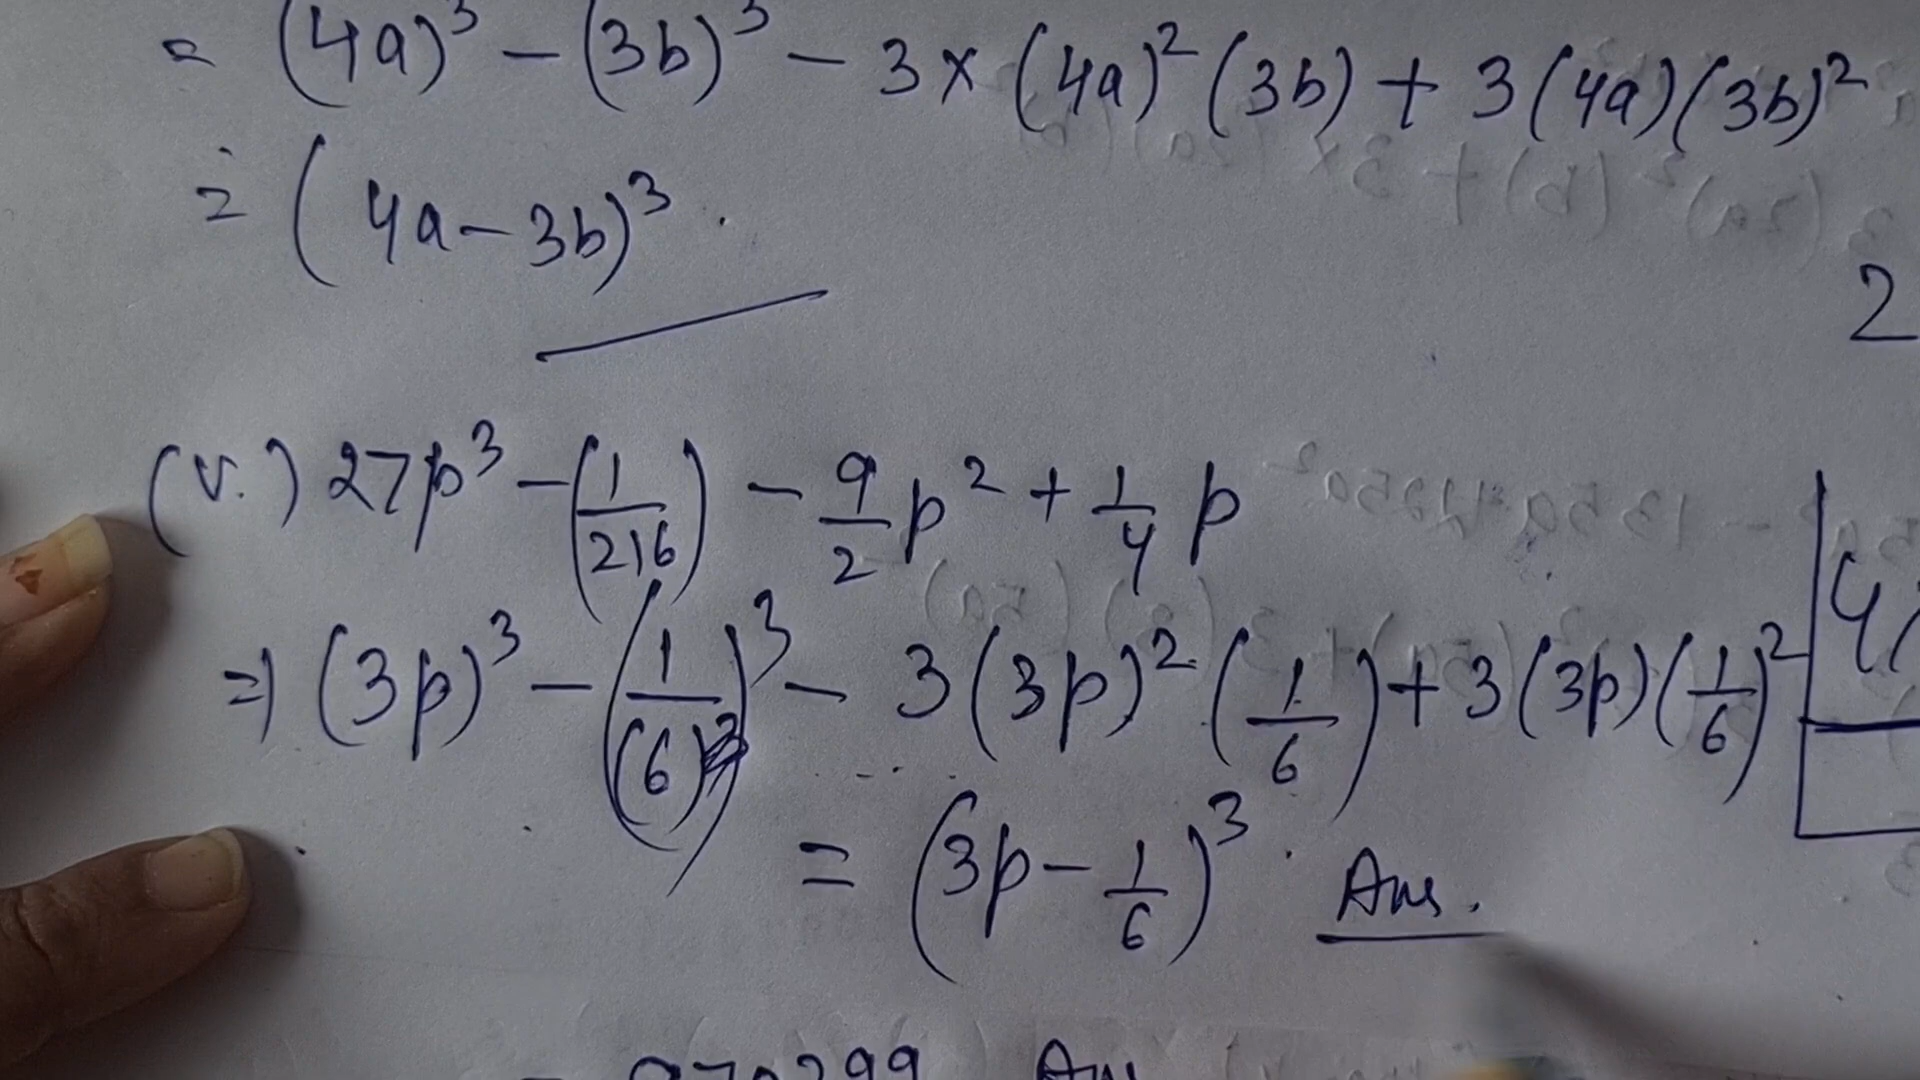 = (4a)³ − (3b)³ − 3 × (4a)² (3b) + 3 (4a) (3b)²
= (4a − 3b)³.
2
(v.) 27p³ − (1/216) − 9/2 p² + 1/4 p
⇒ (3p)³ − (1/(6))³ − 3 (3p)² (1/6) + 3 (3p) (1/6)²
= (3p − 1/6)³. Ans.
= 970299 Ans